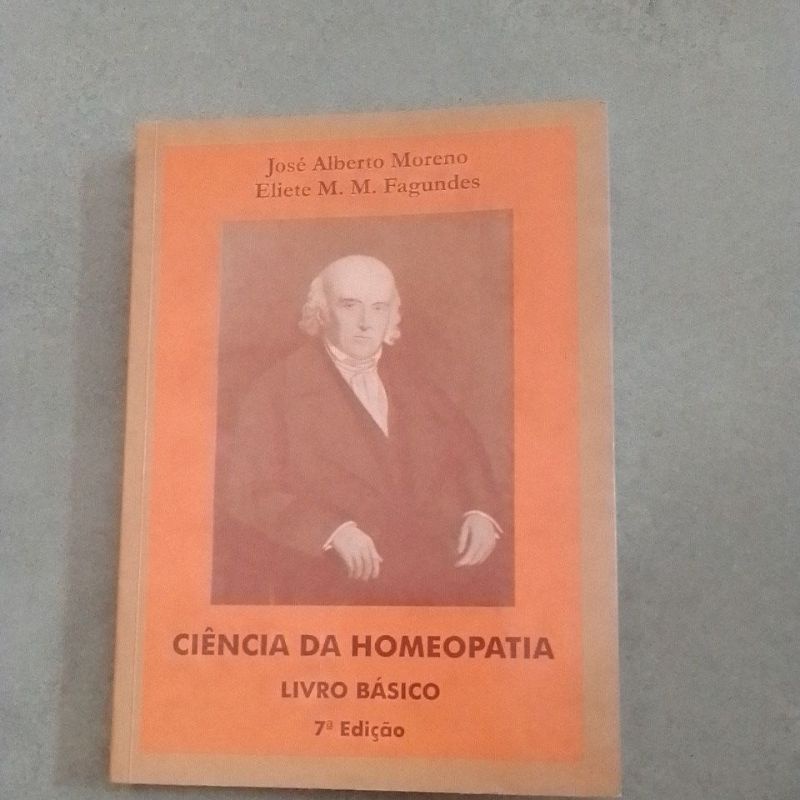 José Alberto Moreno
Eliete M. M. Fagundes
CIÊNCIA DA HOMEOPATIA
LIVRO BÁSICO
7ª Edição